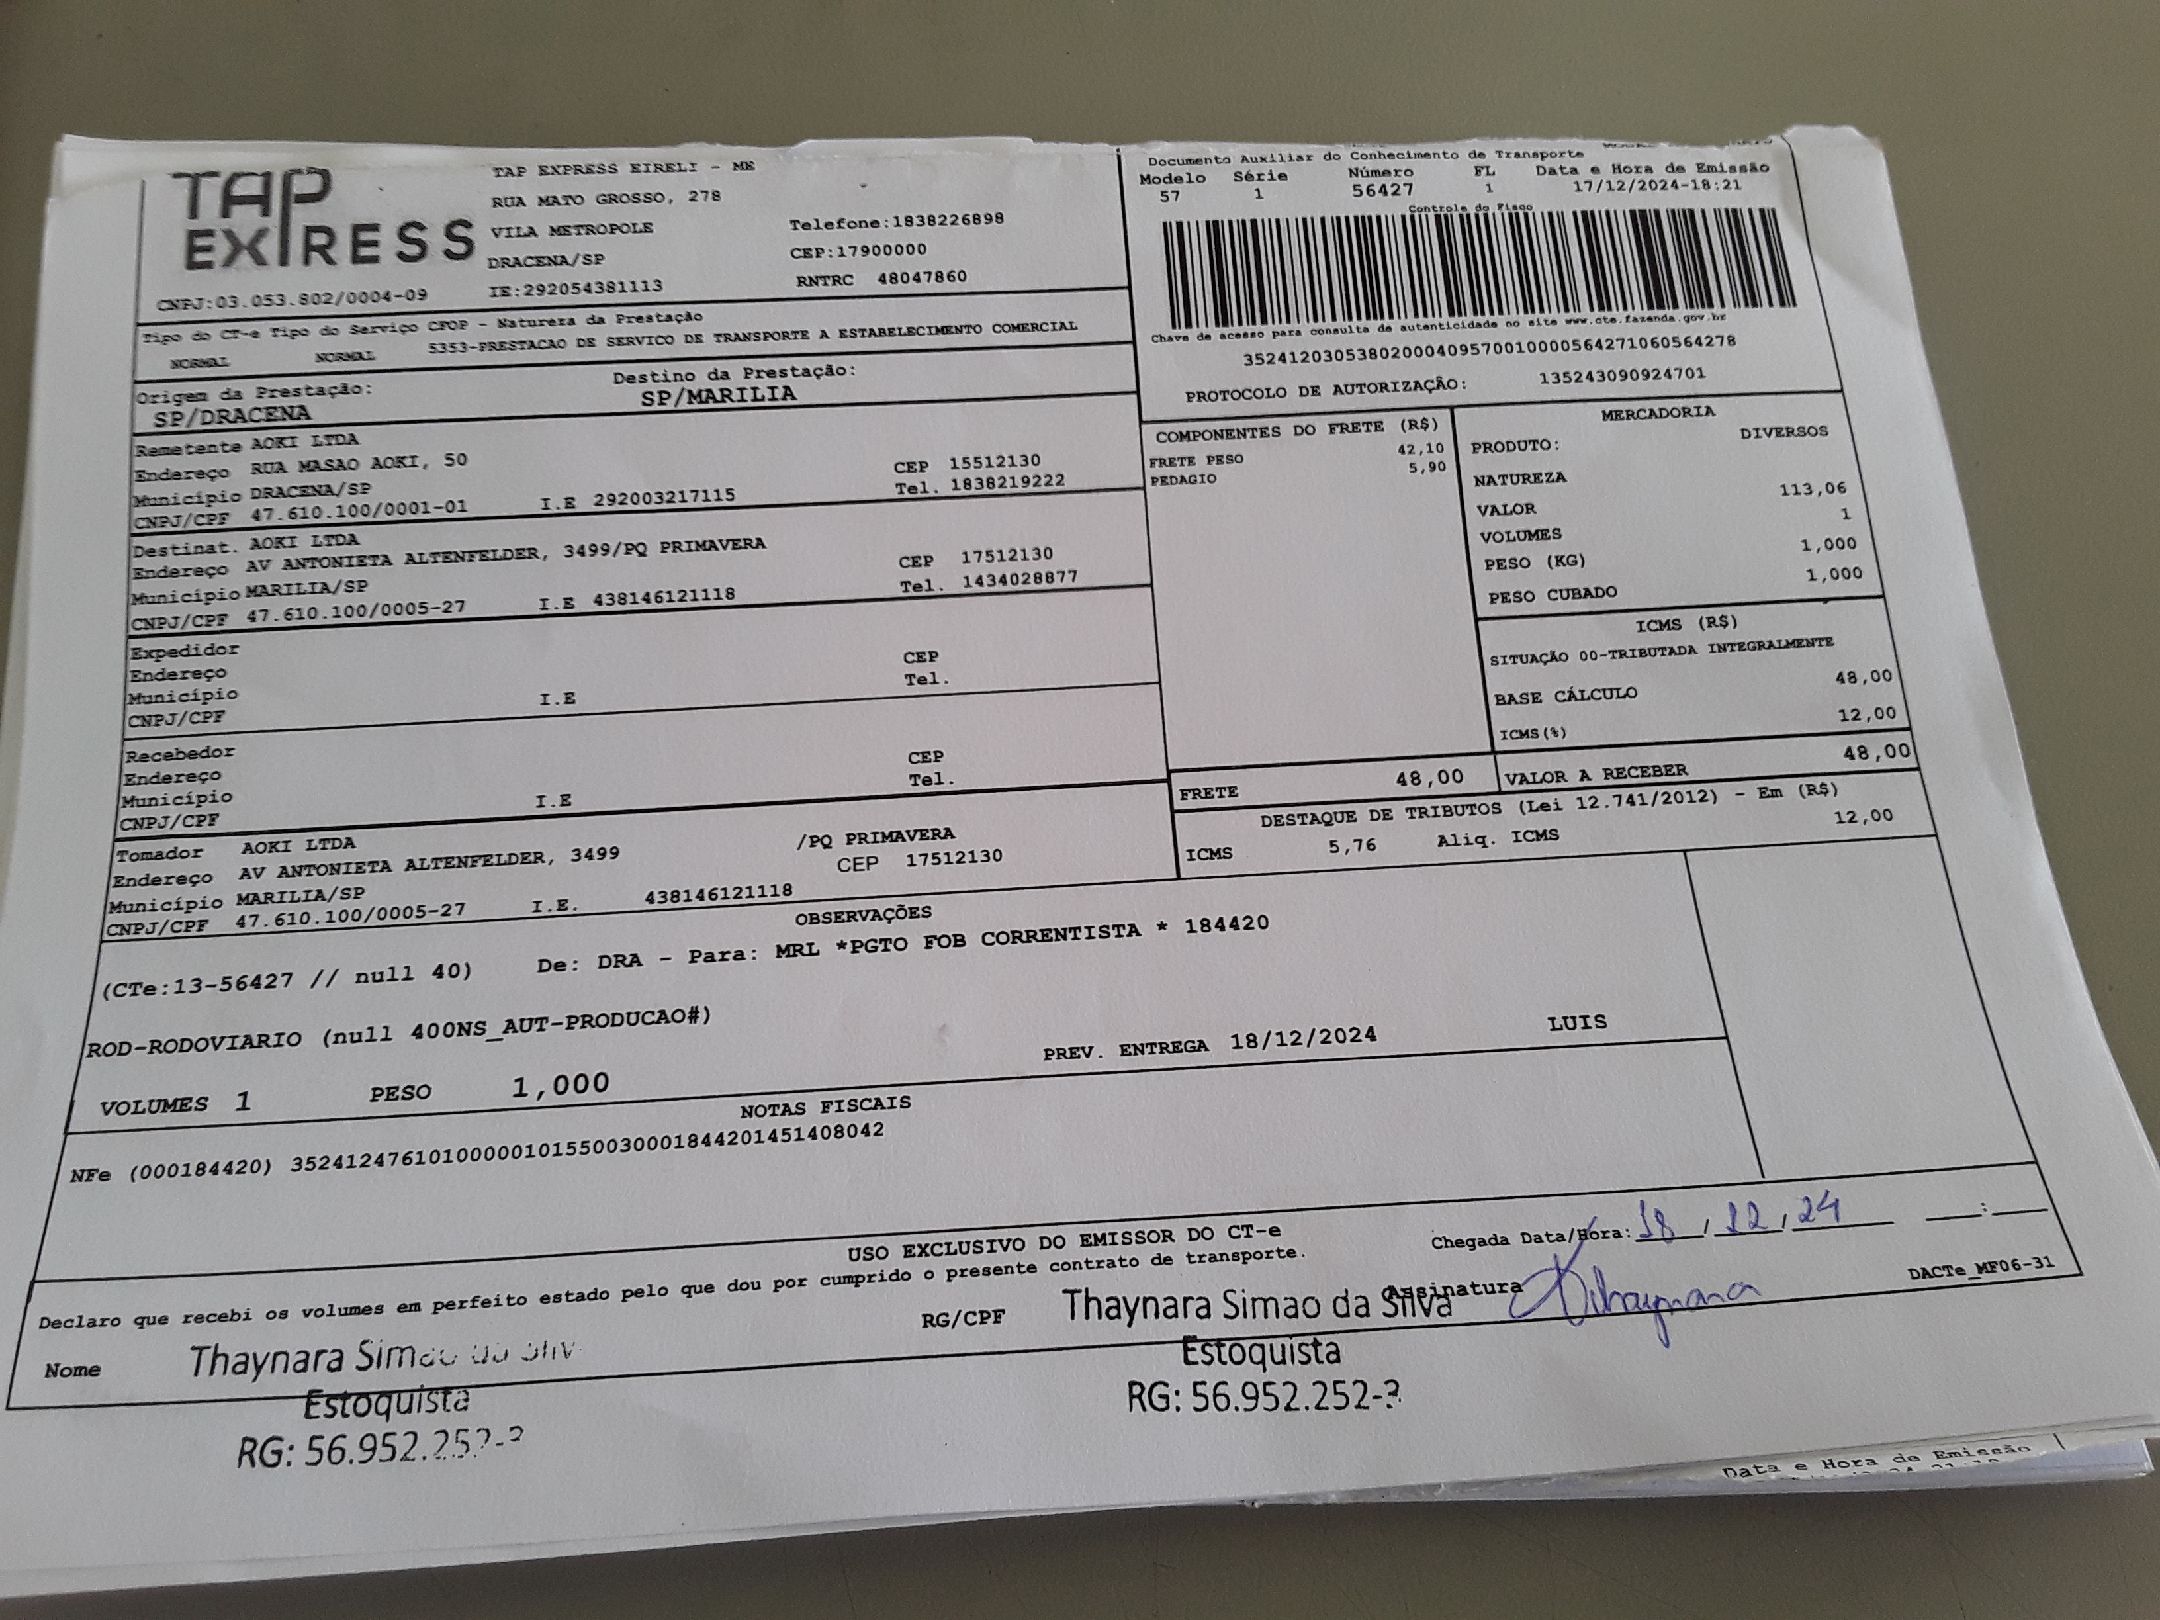 TAP EXPRESS
TAP EXPRESS EIRELI - ME
RUA MATO GROSSO, 278
VILA METROPOLE
Telefone:1838226898
DRACENA/SP
CEP:17900000
CNPJ:03.053.802/0004-09
IE:292054381113
RNTRC 48047860
Documento Auxiliar do Conhecimento de Transporte
Modelo Série Número FL Data e Hora de Emissão
57 1 56427 1 17/12/2024-18:21
Controle do Fisco
Chave de acesso para consulta de autenticidade no site www.cte.fazenda.gov.br
35241203053802000409570010000564271060564278
PROTOCOLO DE AUTORIZAÇÃO: 135243090924701
Tipo do CT-e Tipo do Serviço CFOP - Natureza da Prestação
NORMAL NORMAL 5353-PRESTACAO DE SERVICO DE TRANSPORTE A ESTABELECIMENTO COMERCIAL
Origem da Prestação: Destino da Prestação:
SP/DRACENA SP/MARILIA
Remetente AOKI LTDA
Endereço RUA MASAO AOKI, 50 CEP 15512130
Município DRACENA/SP Tel. 1838219222
CNPJ/CPF 47.610.100/0001-01 I.E 292003217115
Destinat. AOKI LTDA
Endereço AV ANTONIETA ALTENFELDER, 3499/PQ PRIMAVERA CEP 17512130
Município MARILIA/SP Tel. 1434028877
CNPJ/CPF 47.610.100/0005-27 I.E 438146121118
Expedidor
Endereço CEP
Município Tel.
CNPJ/CPF I.E
Recebedor
Endereço CEP
Município Tel.
CNPJ/CPF I.E
Tomador AOKI LTDA /PQ PRIMAVERA
Endereço AV ANTONIETA ALTENFELDER, 3499 CEP 17512130
Município MARILIA/SP
CNPJ/CPF 47.610.100/0005-27 I.E. 438146121118
COMPONENTES DO FRETE (R$)
FRETE PESO 42,10
PEDAGIO 5,90
MERCADORIA
PRODUTO: DIVERSOS
NATUREZA
VALOR 113,06
VOLUMES 1
PESO (KG) 1,000
PESO CUBADO 1,000
ICMS (R$)
SITUAÇÃO 00-TRIBUTADA INTEGRALMENTE
BASE CÁLCULO 48,00
ICMS(%) 12,00
FRETE 48,00 VALOR A RECEBER 48,00
DESTAQUE DE TRIBUTOS (Lei 12.741/2012) - Em (R$)
ICMS 5,76 Aliq. ICMS 12,00
OBSERVAÇÕES
(CTe:13-56427 // null 40) De: DRA - Para: MRL *PGTO FOB CORRENTISTA * 184420
ROD-RODOVIARIO (null 400NS_AUT-PRODUCAO#)
PREV. ENTREGA 18/12/2024 LUIS
VOLUMES 1 PESO 1,000
NOTAS FISCAIS
NFe (000184420) 35241247610100000101550030001844201451408042
USO EXCLUSIVO DO EMISSOR DO CT-e
Chegada Data/Hora: 18/12/24 __:__
Declaro que recebi os volumes em perfeito estado pelo que dou por cumprido o presente contrato de transporte.
DACTe_MF06-31
Nome Thaynara Simao da Silv
Estoquista
RG: 56.952.252-
RG/CPF Thaynara Simao da Silva
Estoquista
RG: 56.952.252-
Assinatura Thaynara
Data e Hora de Emissão